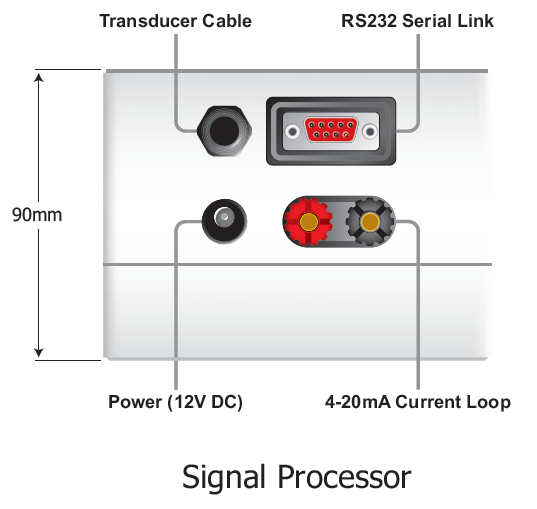 Transducer Cable
RS232 Serial Link
90mm
Power (12V DC)
4-20mA Current Loop
Signal Processor